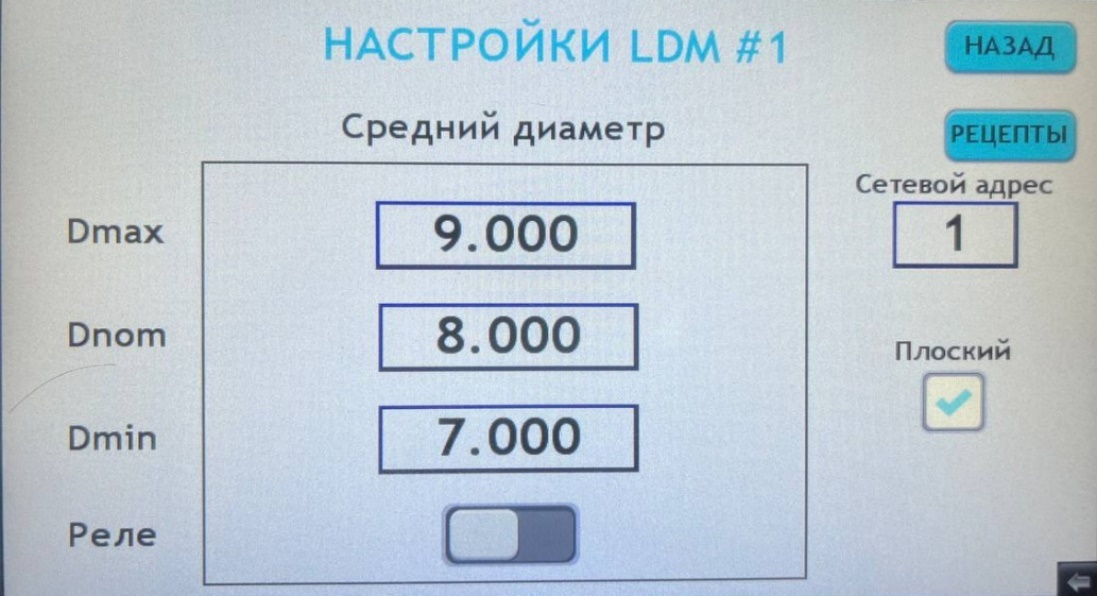 НАСТРОЙКИ LDM #1
НАЗАД
Средний диаметр
РЕЦЕПТЫ
Сетевой адрес
Dmax
9.000
1
Dnom
8.000
Плоский
Dmin
7.000
Реле